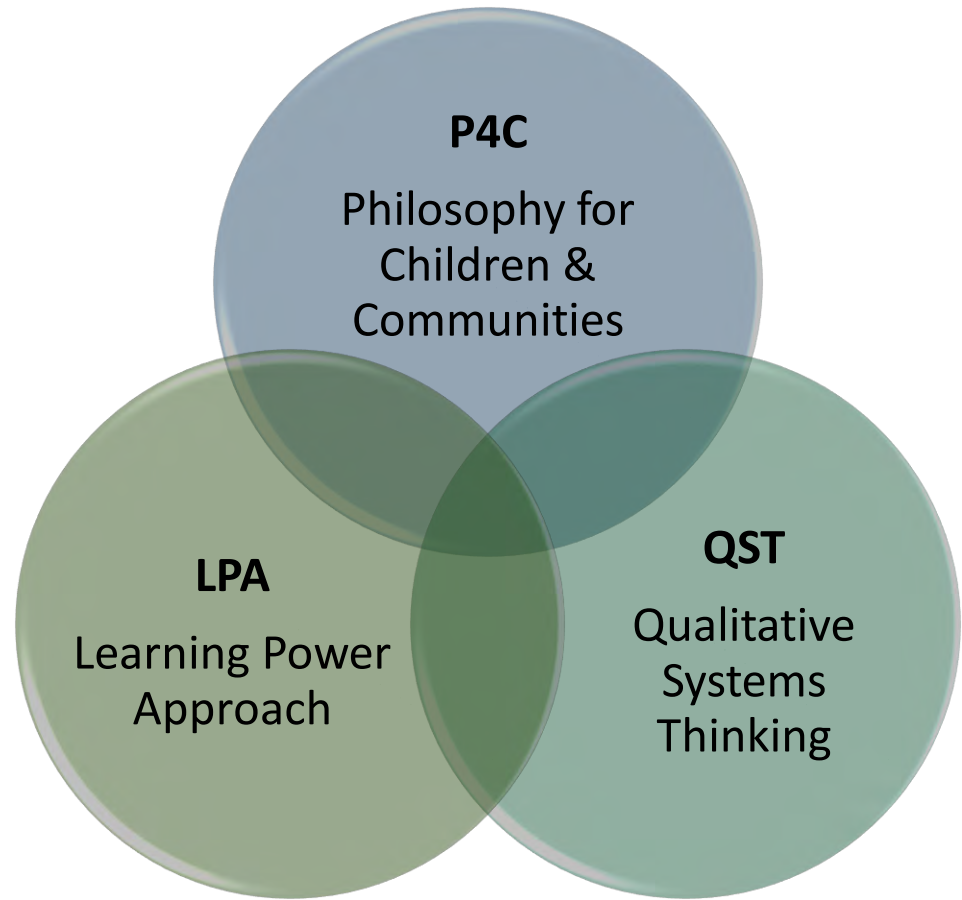 P4C
Philosophy for
Children &
Communities
LPA
Learning Power
Approach
QST
Qualitative
Systems
Thinking